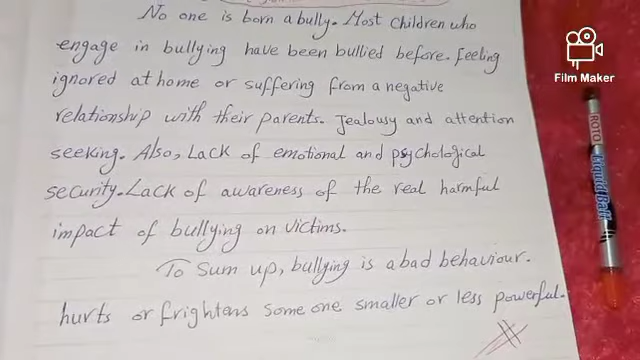 No one is born a bully. Most children who
engage in bullying have been bullied before. Feeling
ignored at home or suffering from a negative
relationship with their parents. Jealousy and attention
seeking. Also, Lack of emotional and psychological
security. Lack of awareness of the real harmful
impact of bullying on victims.
To sum up, bullying is a bad behaviour.
hurts or frightens some one smaller or less powerful.
Film Maker
ROTO Liquid Ball